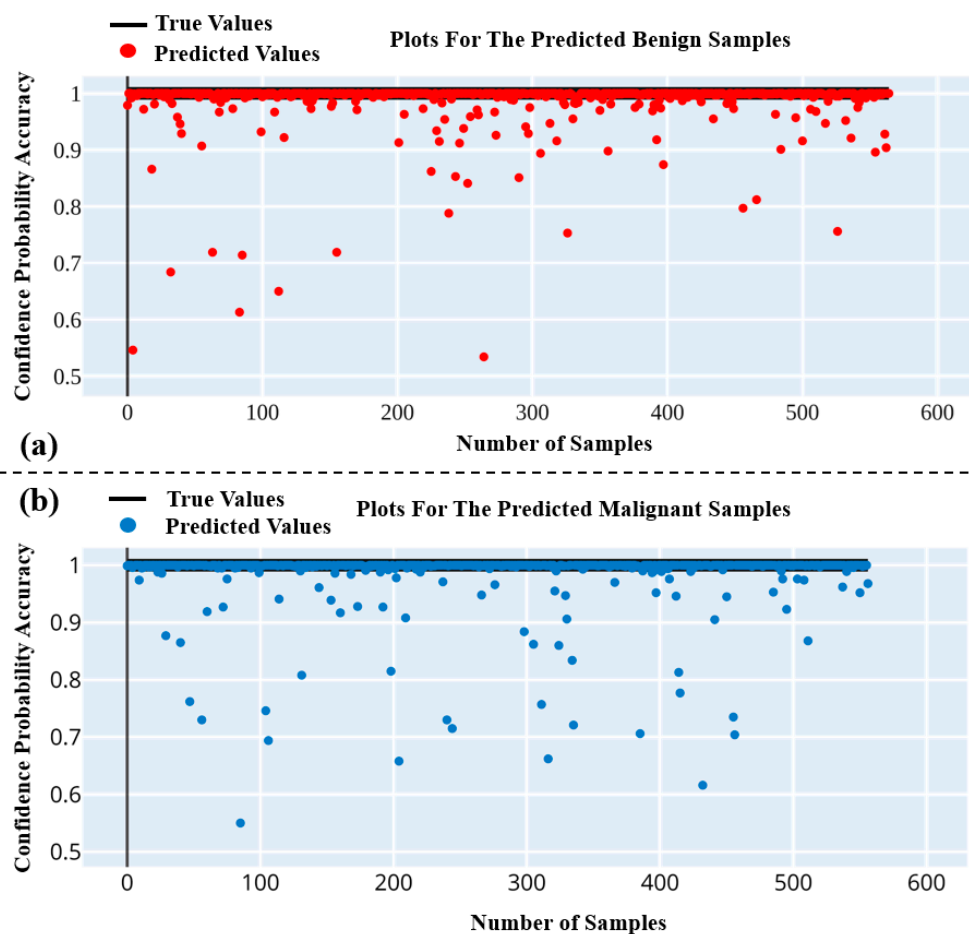 True Values
Predicted Values
Plots For The Predicted Benign Samples
Confidence Probability Accuracy
1
0.9
0.8
0.7
0.6
0.5
0 100 200 300 400 500 600
Number of Samples
(a)
(b)
True Values
Predicted Values
Plots For The Predicted Malignant Samples
Confidence Probability Accuracy
1
0.9
0.8
0.7
0.6
0.5
0 100 200 300 400 500 600
Number of Samples